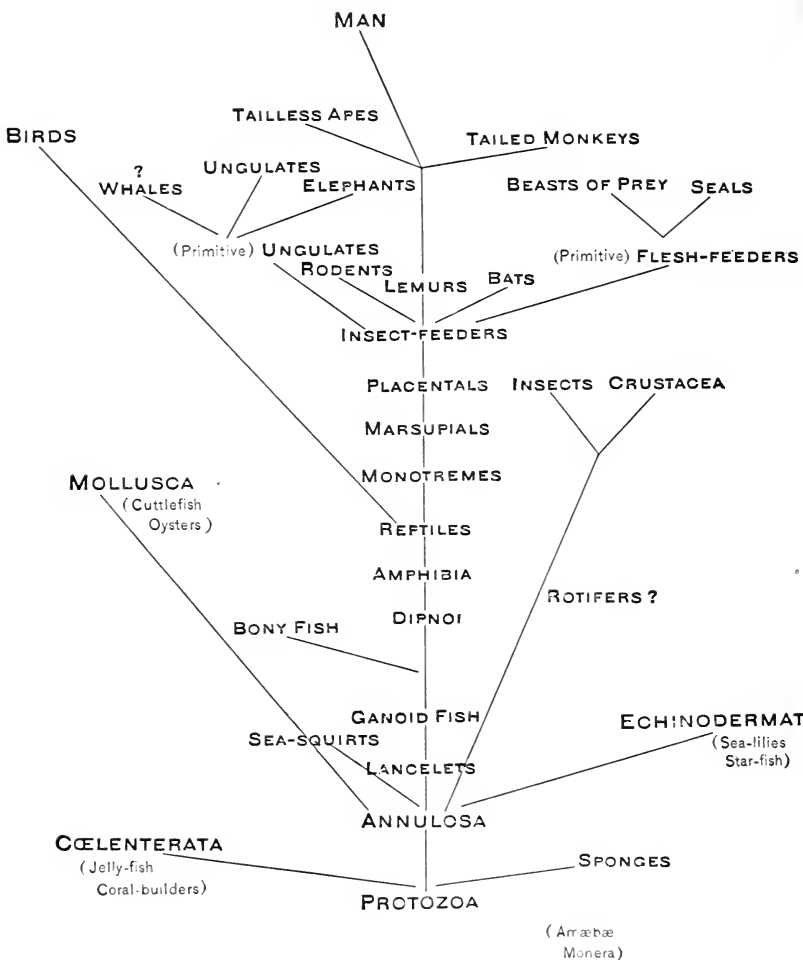 MAN
TAILLESS APES
BIRDS
TAILED MONKEYS
?
UNGULATES
WHALES
ELEPHANTS
BEASTS OF PREY
SEALS
(Primitive) UNGULATES
(Primitive) FLESH-FEEDERS
RODENTS
LEMURS
BATS
INSECT-FEEDERS
PLACENTALS
INSECTS
CRUSTACEA
MARSUPIALS
MONOTREMES
MOLLUSCA
(Cuttlefish
Oysters)
REPTILES
AMPHIBIA
ROTIFERS?
DIPNOI
BONY FISH
GANOID FISH
ECHINODERMAT
SEA-SQUIRTS
(Sea-lilies
Star-fish)
LANCELETS
ANNULOSA
CŒLENTERATA
(Jelly-fish
Coral-builders)
SPONGES
PROTOZOA
(Amæbæ
Monera)